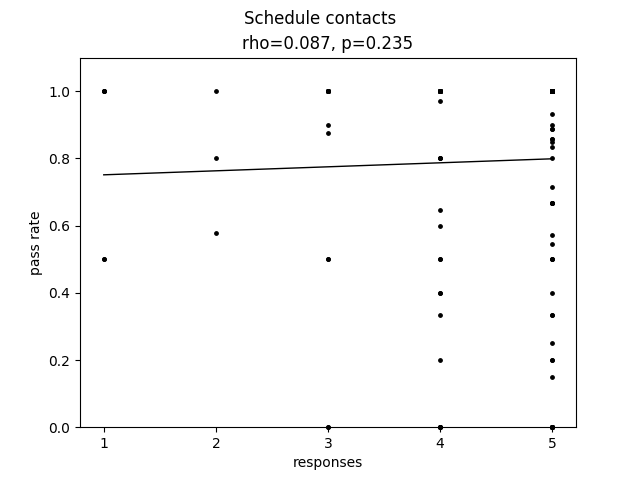 Schedule contacts
rho=0.087, p=0.235
1.0
0.8
0.6
0.4
0.2
0.0
pass rate
1 2 3 4 5
responses